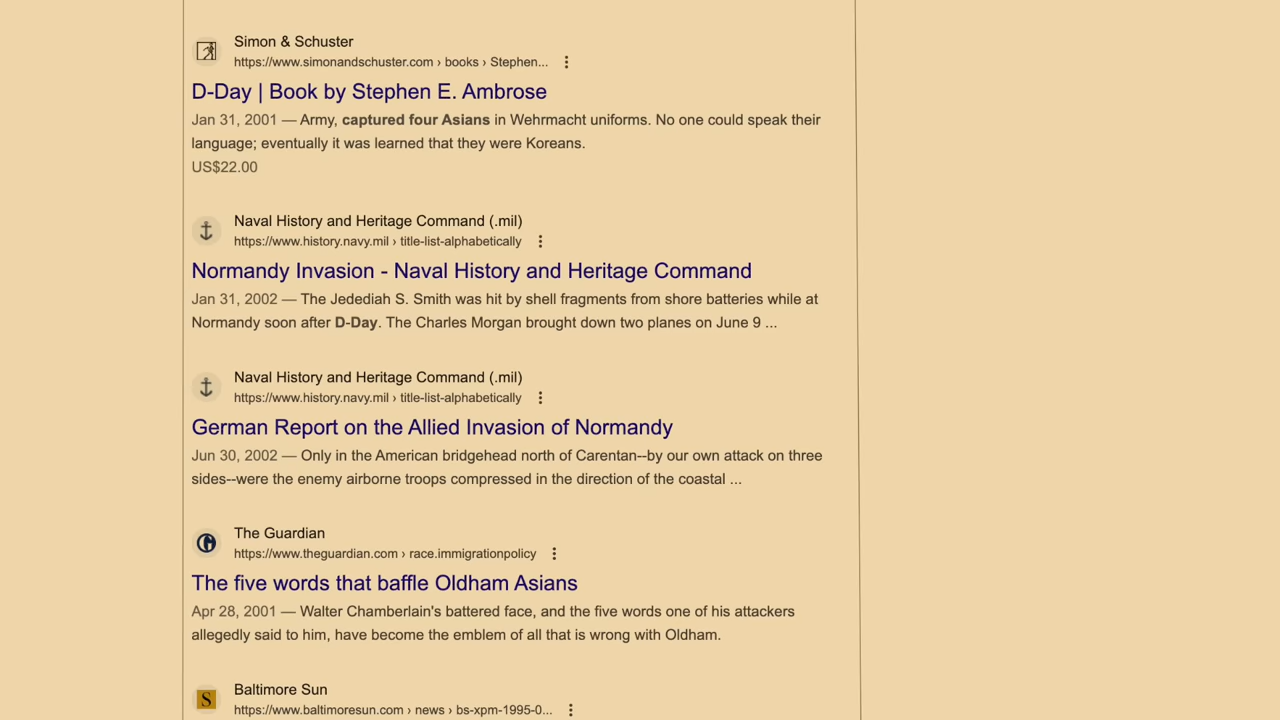 Simon & Schuster
https://www.simonandschuster.com › books › Stephen...
D-Day | Book by Stephen E. Ambrose
Jan 31, 2001 — Army, captured four Asians in Wehrmacht uniforms. No one could speak their
language; eventually it was learned that they were Koreans.
US$22.00
Naval History and Heritage Command (.mil)
https://www.history.navy.mil › title-list-alphabetically
Normandy Invasion - Naval History and Heritage Command
Jan 31, 2002 — The Jedediah S. Smith was hit by shell fragments from shore batteries while at
Normandy soon after D-Day. The Charles Morgan brought down two planes on June 9 ...
Naval History and Heritage Command (.mil)
https://www.history.navy.mil › title-list-alphabetically
German Report on the Allied Invasion of Normandy
Jun 30, 2002 — Only in the American bridgehead north of Carentan--by our own attack on three
sides--were the enemy airborne troops compressed in the direction of the coastal ...
The Guardian
https://www.theguardian.com › race.immigrationpolicy
The five words that baffle Oldham Asians
Apr 28, 2001 — Walter Chamberlain's battered face, and the five words one of his attackers
allegedly said to him, have become the emblem of all that is wrong with Oldham.
S
Baltimore Sun
https://www.baltimoresun.com › news › bs-xpm-1995-0...